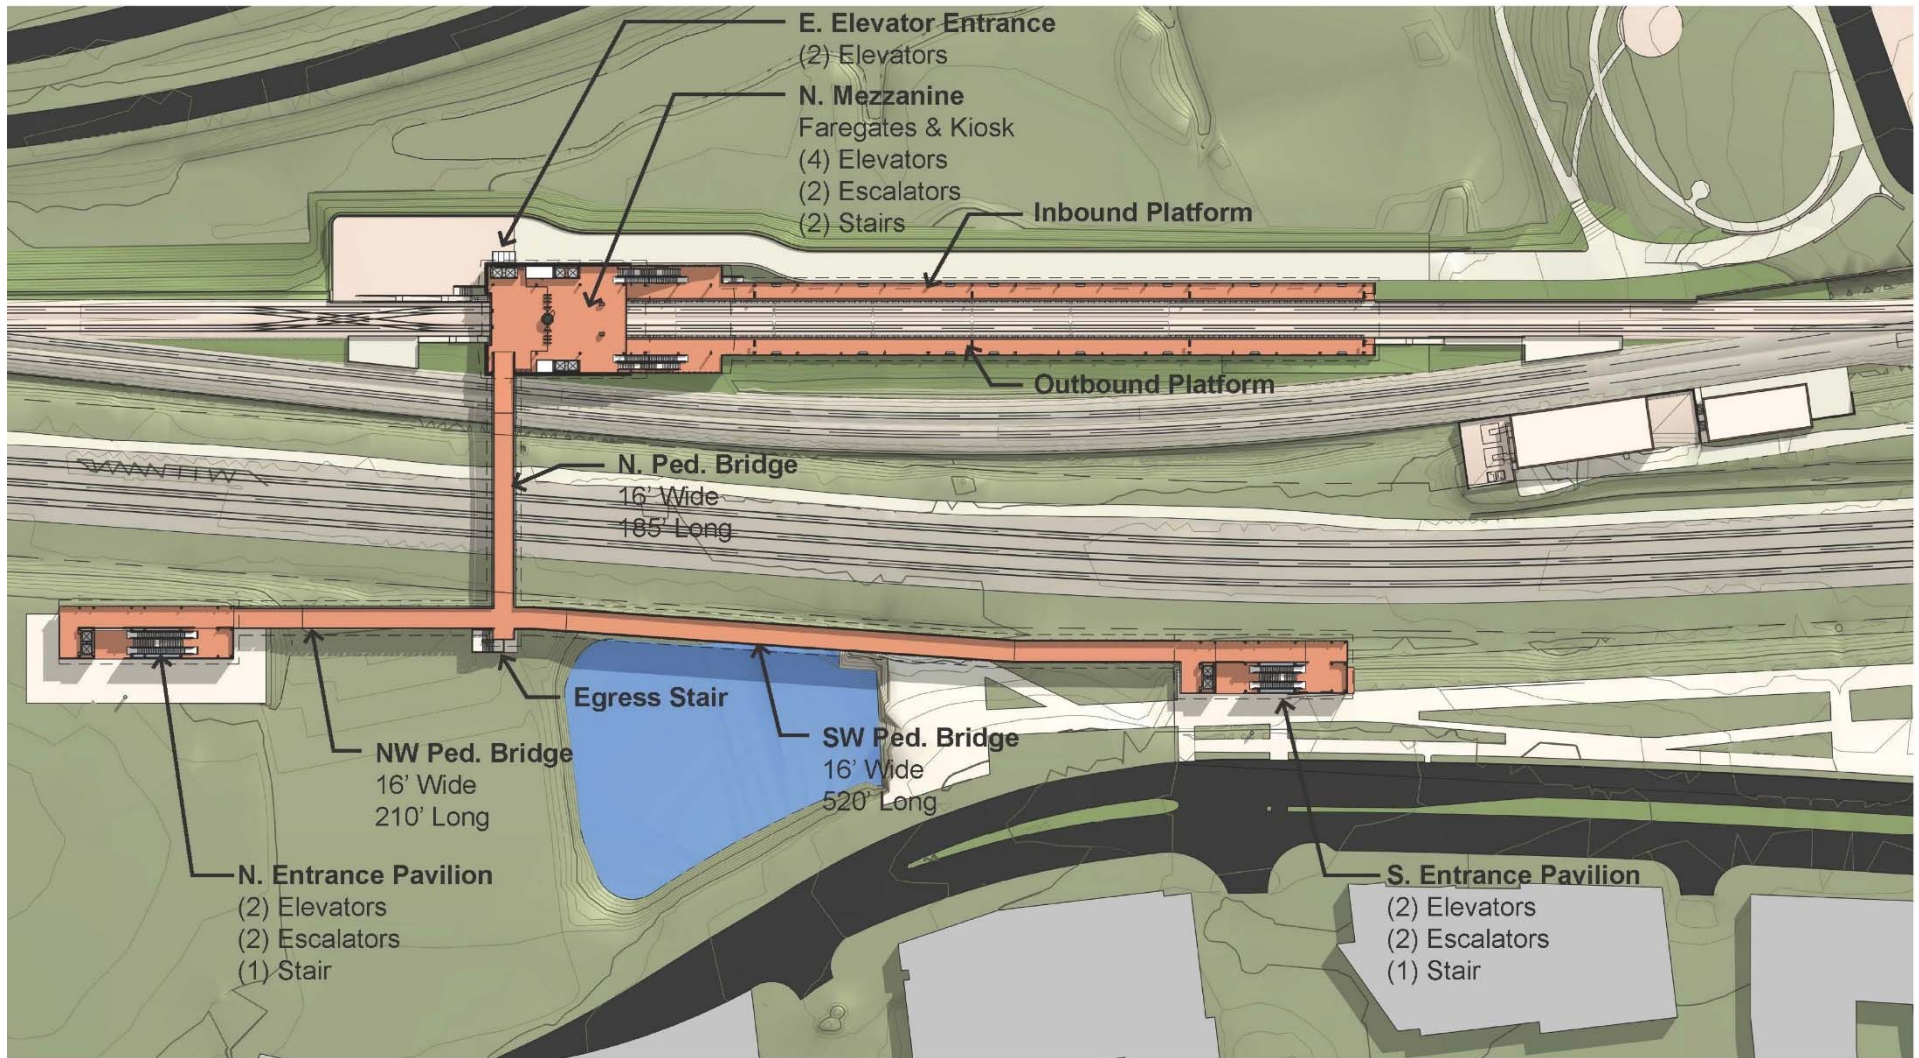 E. Elevator Entrance
(2) Elevators
N. Mezzanine
Faregates & Kiosk
(4) Elevators
(2) Escalators
(2) Stairs
Inbound Platform
Outbound Platform
N. Ped. Bridge
16' Wide
185' Long
Egress Stair
NW Ped. Bridge
16' Wide
210' Long
SW Ped. Bridge
16' Wide
520' Long
N. Entrance Pavilion
(2) Elevators
(2) Escalators
(1) Stair
S. Entrance Pavilion
(2) Elevators
(2) Escalators
(1) Stair